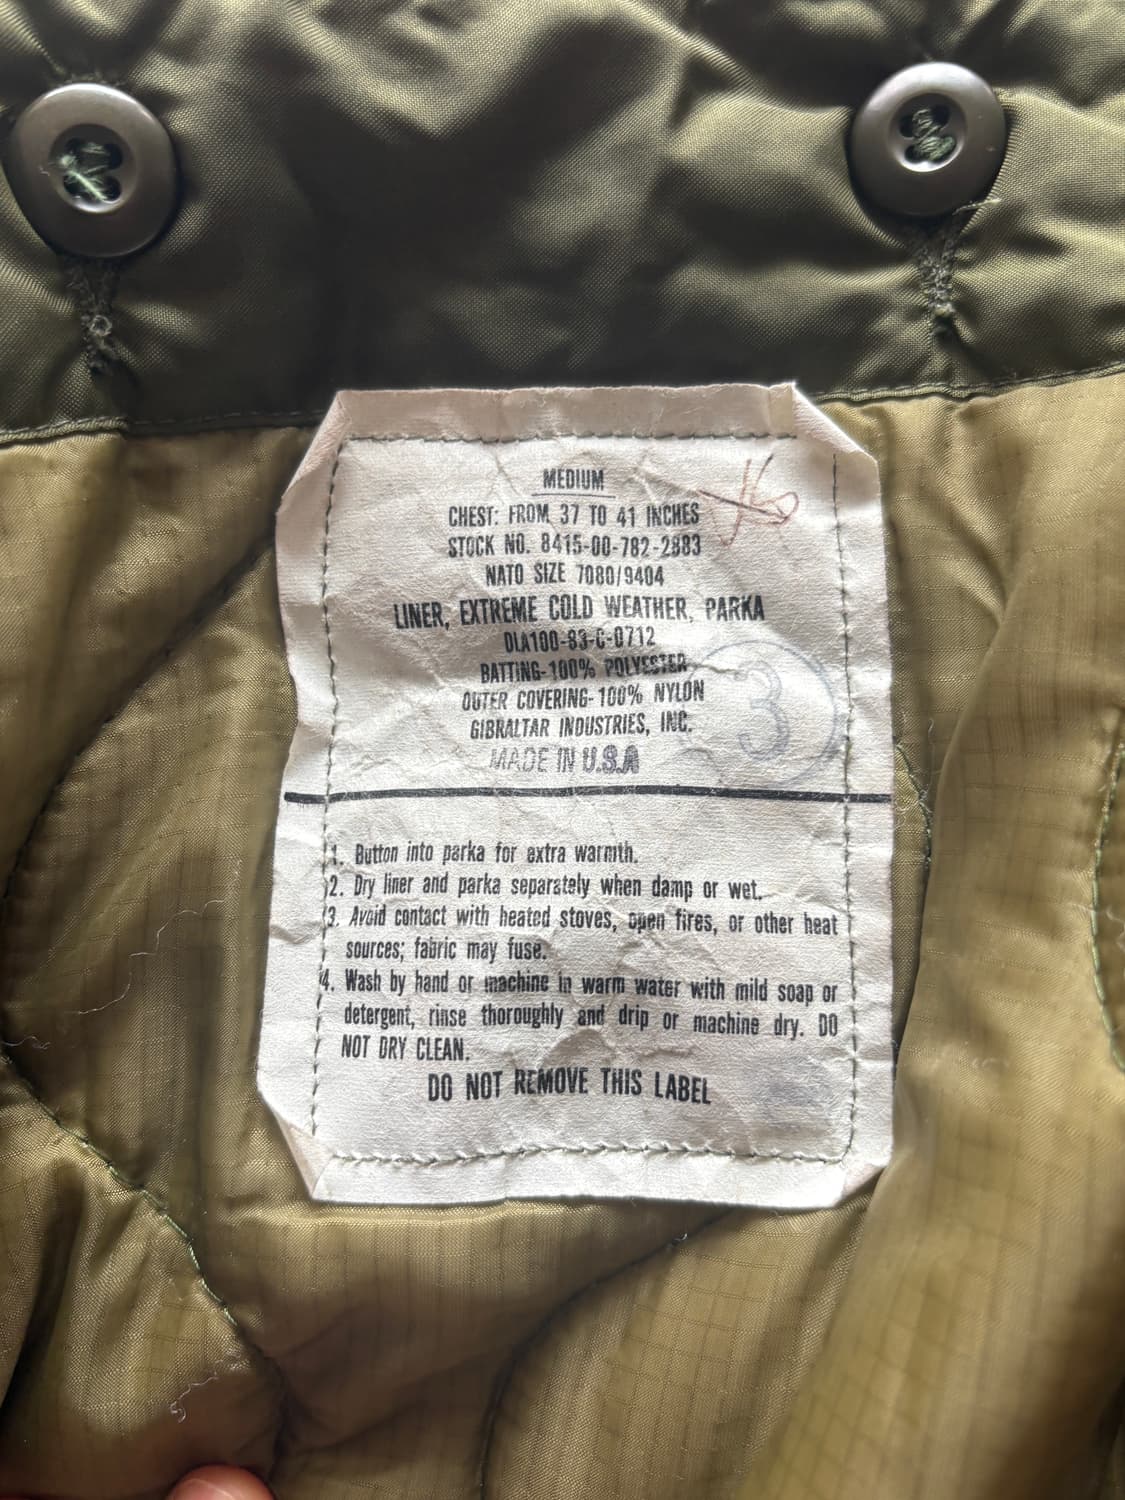 MEDIUM
CHEST: FROM 37 TO 41 INCHES
STOCK NO. 8415-00-782-2883
NATO SIZE 7080/9404
LINER, EXTREME COLD WEATHER, PARKA
DLA100-83-C-0712
BATTING-100% POLYESTER
OUTER COVERING-100% NYLON
GIBRALTAR INDUSTRIES, INC.
3
MADE IN U.S.A
1. Button into parka for extra warmth.
2. Dry liner and parka separately when damp or wet.
3. Avoid contact with heated stoves, open fires, or other heat
sources; fabric may fuse.
4. Wash by hand or machine in warm water with mild soap or
detergent, rinse thoroughly and drip or machine dry. DO
NOT DRY CLEAN.
DO NOT REMOVE THIS LABEL